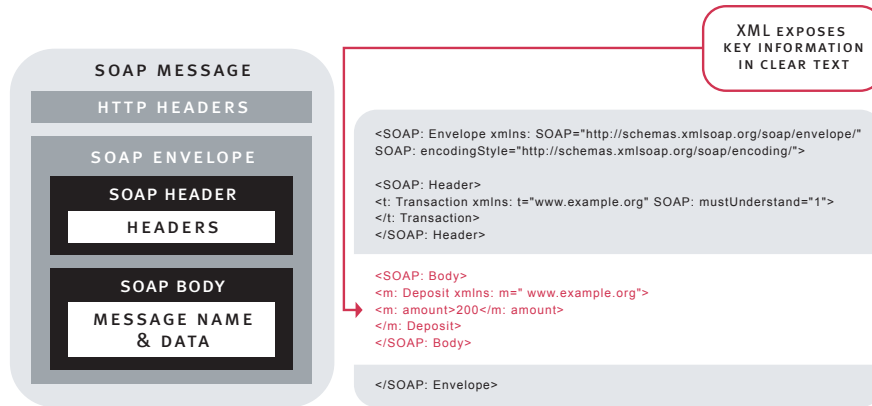 XML EXPOSES
KEY INFORMATION
IN CLEAR TEXT
SOAP MESSAGE
HTTP HEADERS
SOAP ENVELOPE
SOAP HEADER
HEADERS
SOAP BODY
MESSAGE NAME
& DATA
<SOAP: Envelope xmlns: SOAP="http://schemas.xmlsoap.org/soap/envelope/"
SOAP: encodingStyle="http://schemas.xmlsoap.org/soap/encoding/">
<SOAP: Header>
<t: Transaction xmlns: t="www.example.org" SOAP: mustUnderstand="1">
</t: Transaction>
</SOAP: Header>
<SOAP: Body>
<m: Deposit xmlns: m=" www.example.org">
<m: amount>200</m: amount>
</m: Deposit>
</SOAP: Body>
</SOAP: Envelope>